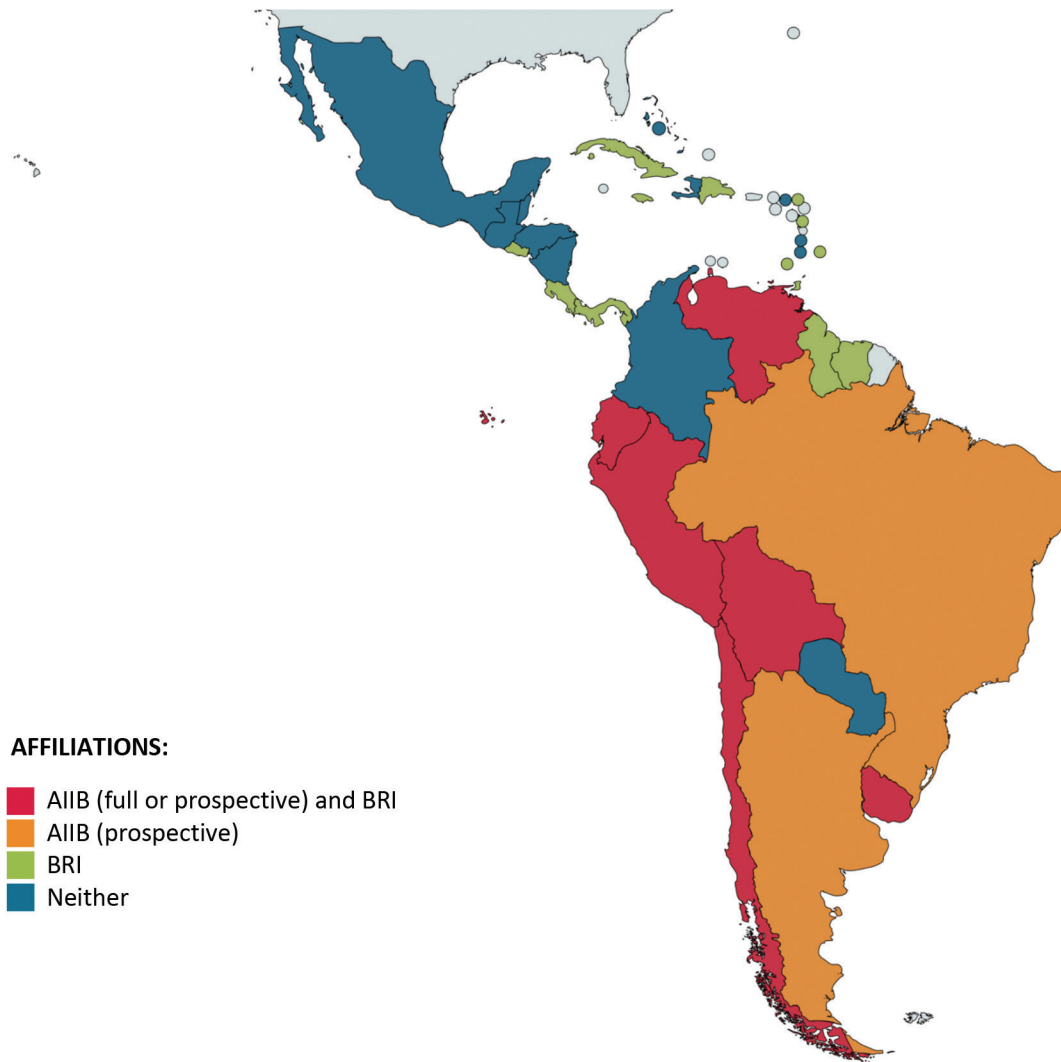 AFFILIATIONS:
AIIB (full or prospective) and BRI
AIIB (prospective)
BRI
Neither